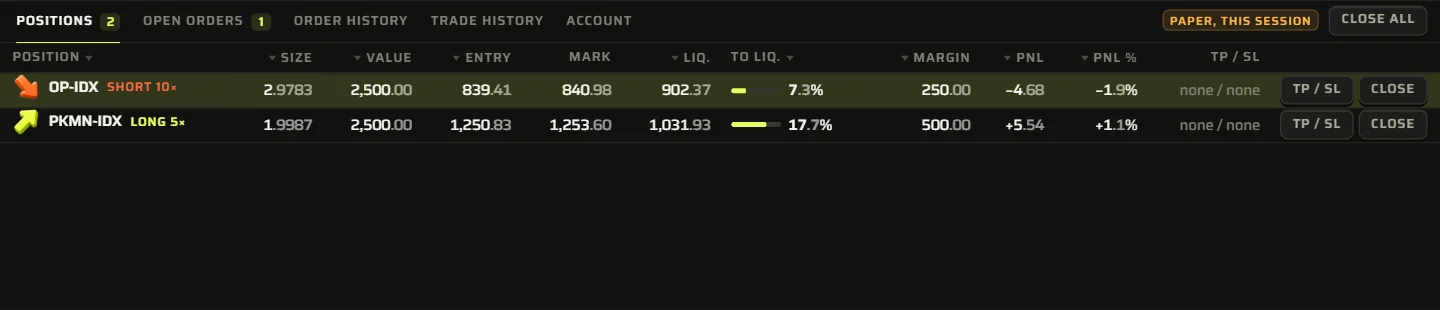 POSITIONS 2 OPEN ORDERS 1 ORDER HISTORY TRADE HISTORY ACCOUNT PAPER, THIS SESSION CLOSE ALL
POSITION SIZE VALUE ENTRY MARK LIQ. TO LIQ. MARGIN PNL PNL % TP / SL
OP-IDX SHORT 10× 2.9783 2,500.00 839.41 840.98 902.37 7.3% 250.00 −4.68 −1.9% none / none TP / SL CLOSE
PKMN-IDX LONG 5× 1.9987 2,500.00 1,250.83 1,253.60 1,031.93 17.7% 500.00 +5.54 +1.1% none / none TP / SL CLOSE